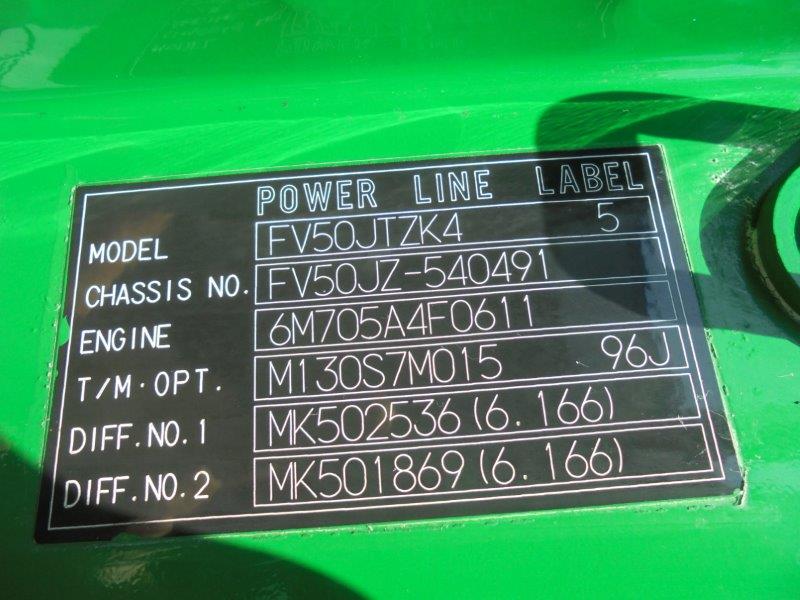 POWER LINE LABEL
MODEL FV50JTZK4 5
CHASSIS NO. FV50JZ-540491
ENGINE 6M705A4F0611
T/M·OPT. M130S7M015 96J
DIFF.NO.1 MK502536(6.166)
DIFF.NO.2 MK501869(6.166)